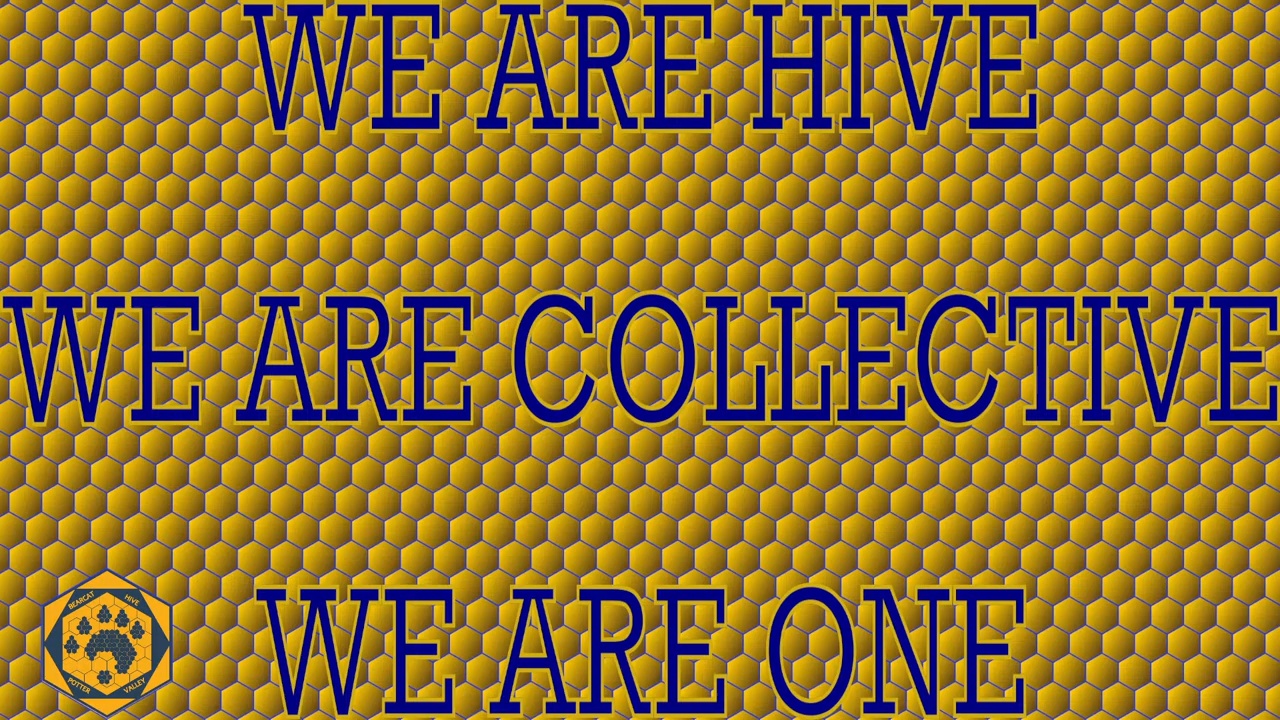 WE ARE HIVE
WE ARE COLLECTIVE
WE ARE ONE
BEARCAT HIVE
POTTER VALLEY